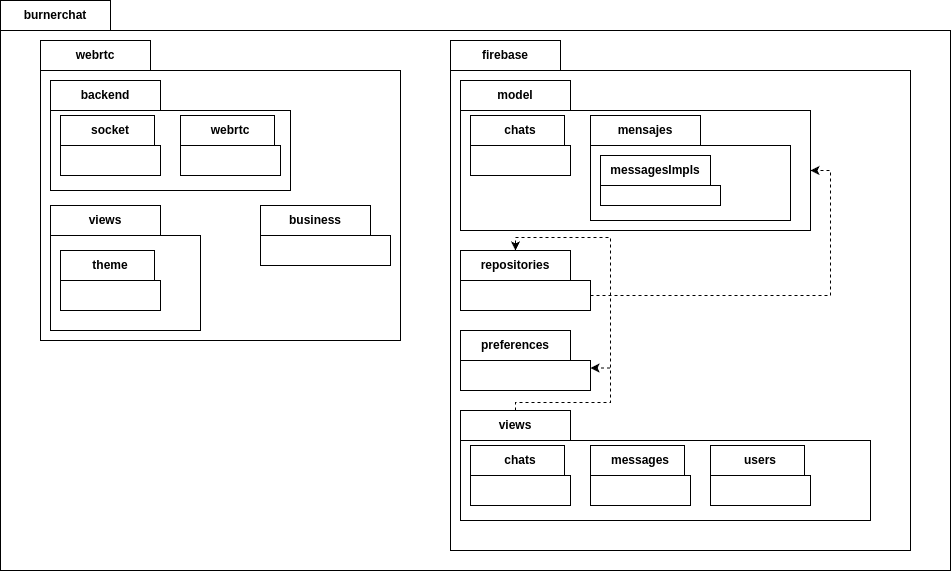 burnerchat
webrtc
backend
socket
webrtc
views
theme
business
firebase
model
chats
mensajes
messagesImpls
repositories
preferences
views
chats
messages
users